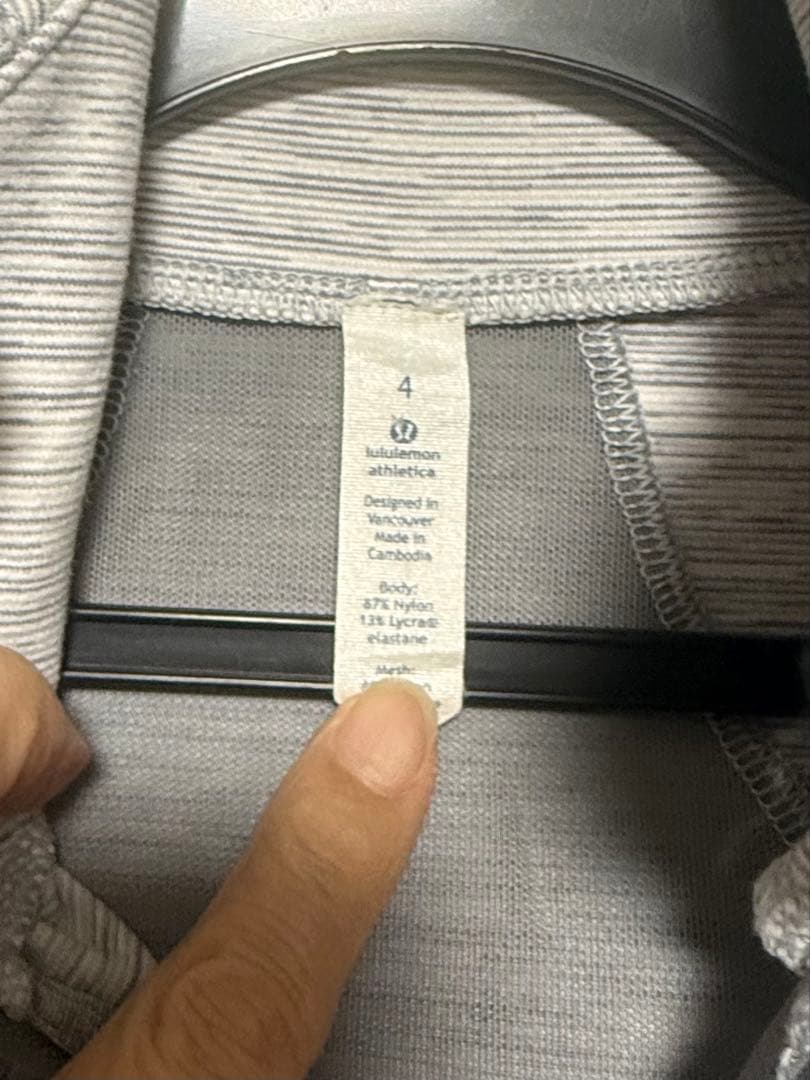 4
lululemon
athletica
Designed in
Vancouver
Made in
Cambodia
Body:
87% Nylon
13% Lycra®
elastane
Mesh: